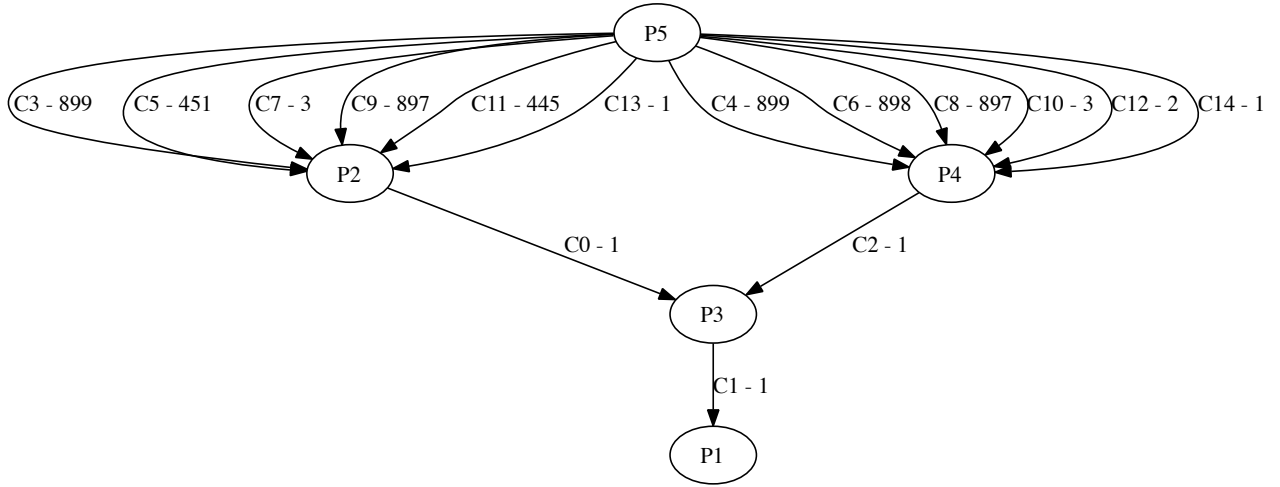 P5
C3 - 899
C5 - 451
C7 - 3
C9 - 897
C11 - 445
C13 - 1
C4 - 899
C6 - 898
C8 - 897
C10 - 3
C12 - 2
C14 - 1
P2
P4
C0 - 1
C2 - 1
P3
C1 - 1
P1